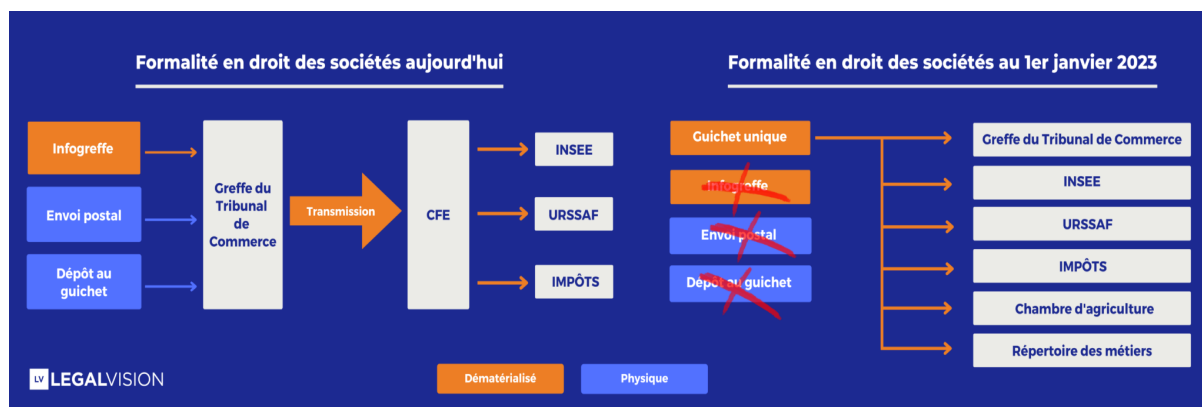 Formalité en droit des sociétés aujourd'hui
Infogreffe
Envoi postal
Dépôt au
guichet
Greffe du
Tribunal
de
Commerce
Transmission
CFE
INSEE
URSSAF
IMPÔTS
Formalité en droit des sociétés au 1er janvier 2023
Guichet unique
Infogreffe
Envoi postal
Dépôt au guichet
Greffe du Tribunal de Commerce
INSEE
URSSAF
IMPÔTS
Chambre d'agriculture
Répertoire des métiers
LV LEGALVISION
Dématérialisé
Physique